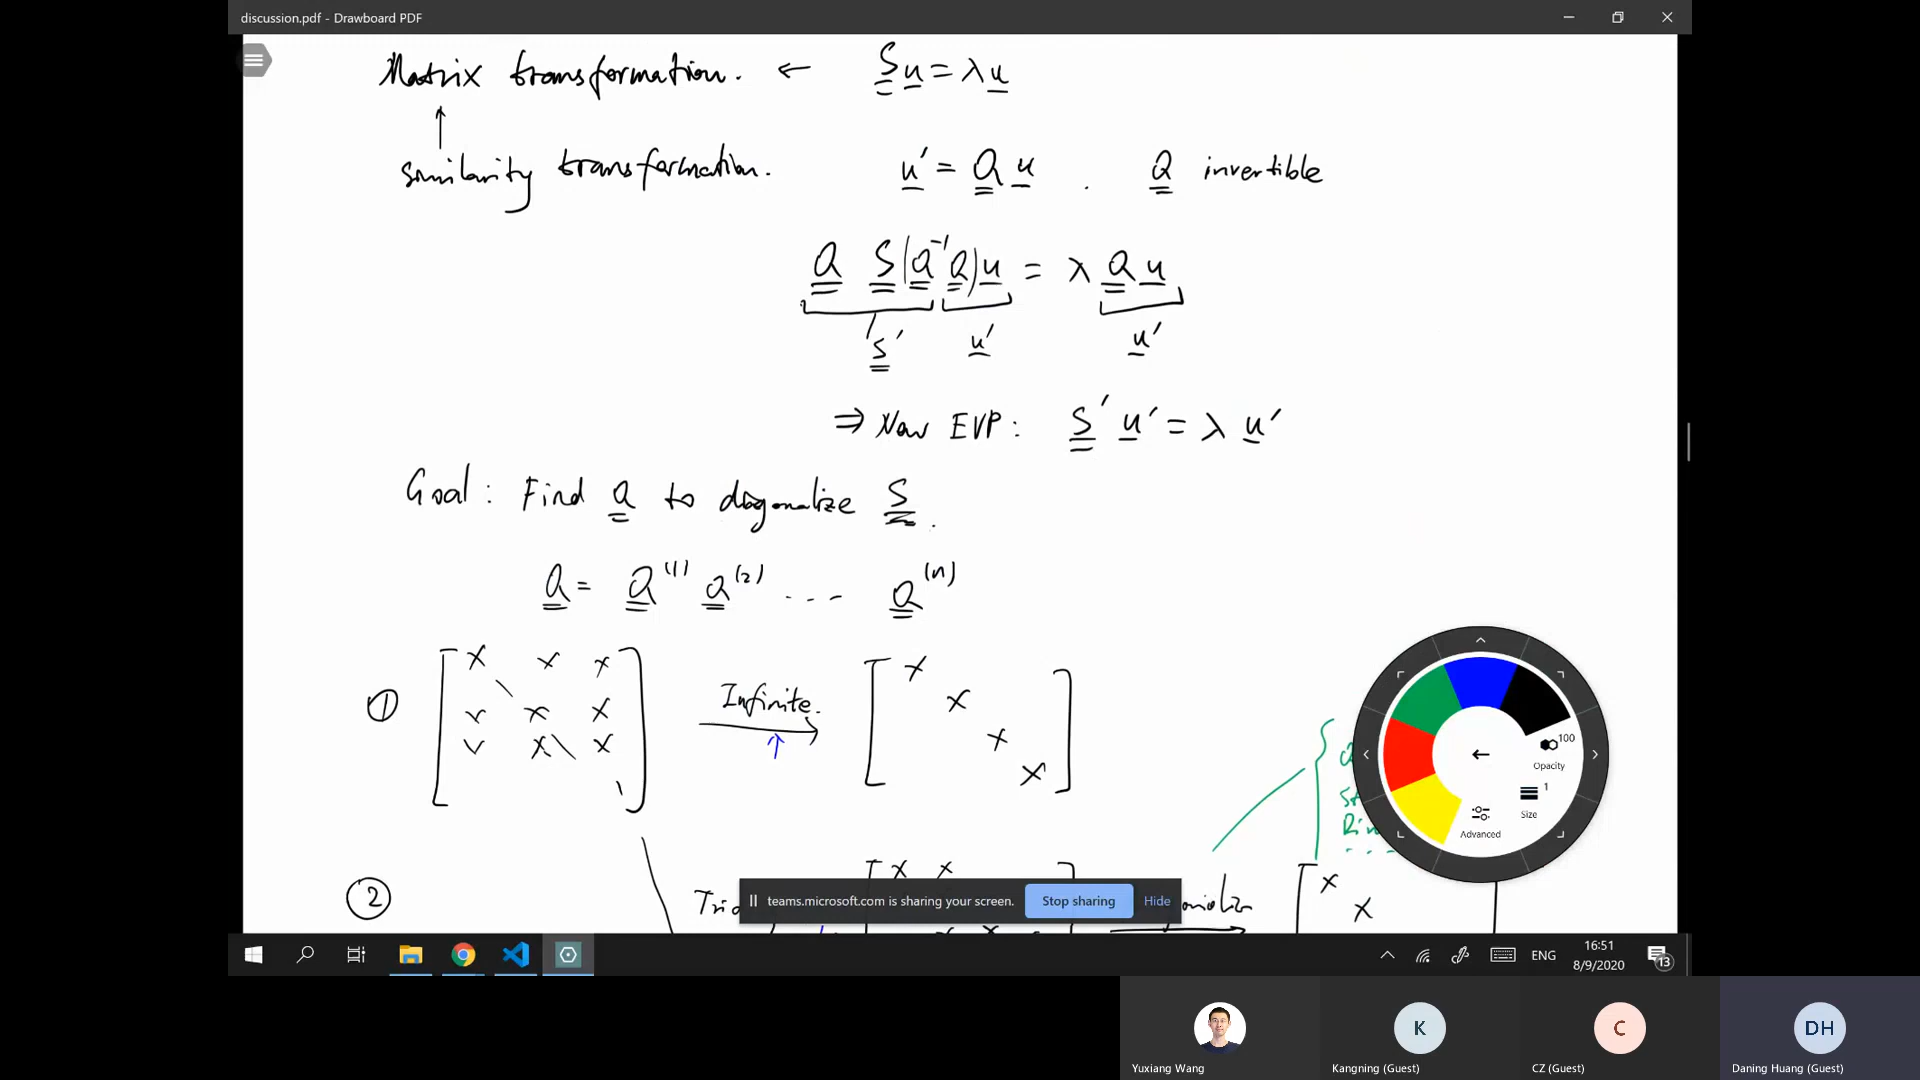 discussion.pdf - Drawboard PDF
Matrix transformation. ← S u = λ u
↑
similarity transformation. u' = Q u . Q invertible
Q S (Q⁻¹ Q) u = λ Q u
S' u' u'
⇒ New EVP: S' u' = λ u'
Goal: Find Q to diagonalize S.
Q = Q⁽¹⁾ Q⁽²⁾ ---- Q⁽ⁿ⁾
① x x x Infinite. x
v x x ↑ x
v x x x
x
100
Opacity
1
Size
Advanced
② x x x
x
teams.microsoft.com is sharing your screen. Stop sharing Hide
ENG 16:51
8/9/2020 13
K C DH
Yuxiang Wang Kangning (Guest) CZ (Guest) Daning Huang (Guest)